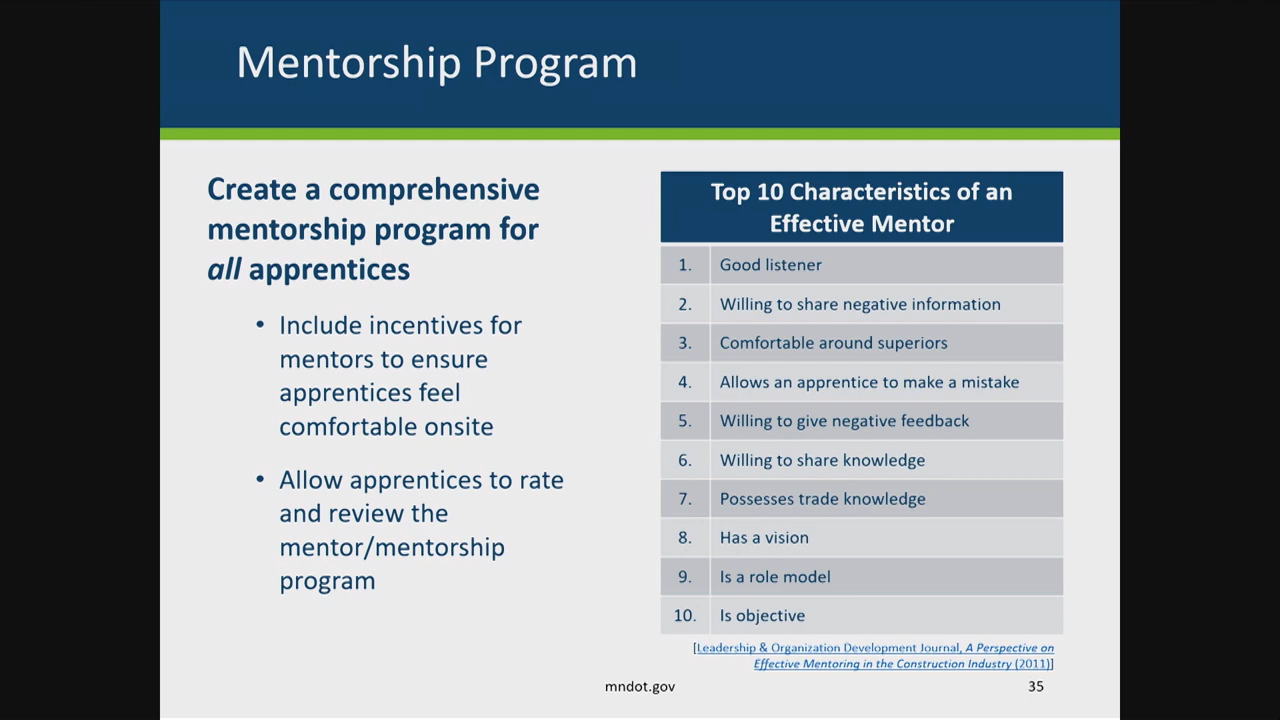 Mentorship Program
Create a comprehensive
mentorship program for
all apprentices
• Include incentives for
mentors to ensure
apprentices feel
comfortable onsite
• Allow apprentices to rate
and review the
mentor/mentorship
program
Top 10 Characteristics of an
Effective Mentor
1. Good listener
2. Willing to share negative information
3. Comfortable around superiors
4. Allows an apprentice to make a mistake
5. Willing to give negative feedback
6. Willing to share knowledge
7. Possesses trade knowledge
8. Has a vision
9. Is a role model
10. Is objective
[Leadership & Organization Development Journal, A Perspective on
Effective Mentoring in the Construction Industry (2011)]
mndot.gov
35